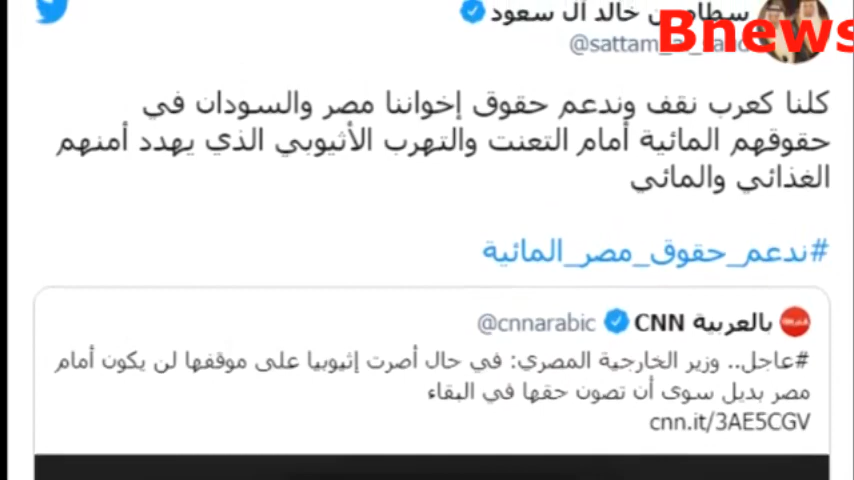 سطام بن خالد آل سعود
Bnews
كلنا كعرب نقف وندعم حقوق إخواننا مصر والسودان في
حقوقهم المائية أمام التعنت والتهرب الأثيوبي الذي يهدد أمنهم
الغذائي والمائي
#ندعم_حقوق_مصر_المائية
CNN بالعربية @cnnarabic
#عاجل.. وزير الخارجية المصري: في حال أصرت إثيوبيا على موقفها لن يكون أمام
مصر بديل سوى أن تصون حقها في البقاء
cnn.it/3AE5CGV